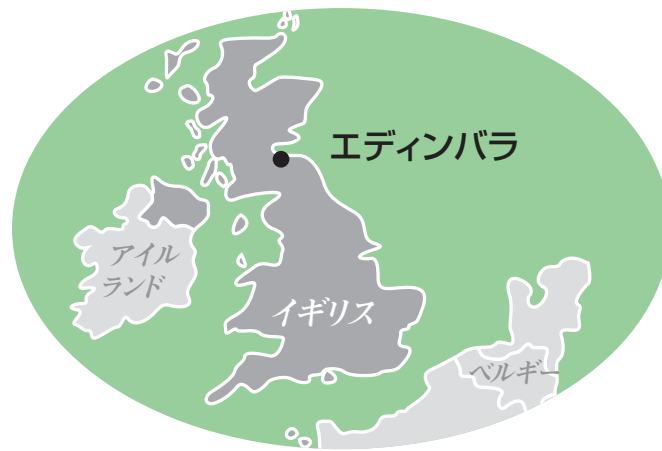 エディンバラ
アイル
ランド
イギリス
ベルギー